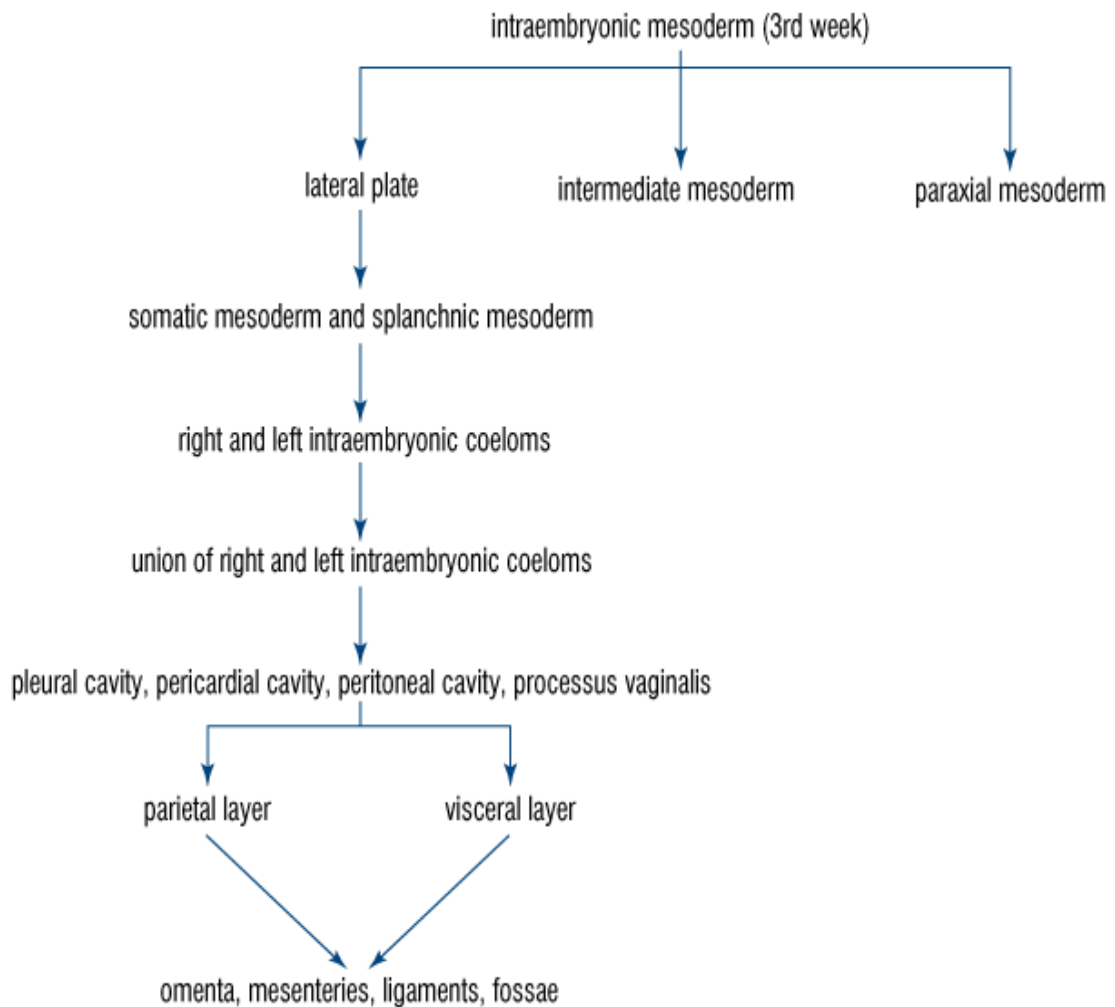 intraembryonic mesoderm (3rd week)
lateral plate
intermediate mesoderm
paraxial mesoderm
somatic mesoderm and splanchnic mesoderm
right and left intraembryonic coeloms
union of right and left intraembryonic coeloms
pleural cavity, pericardial cavity, peritoneal cavity, processus vaginalis
parietal layer
visceral layer
omenta, mesenteries, ligaments, fossae